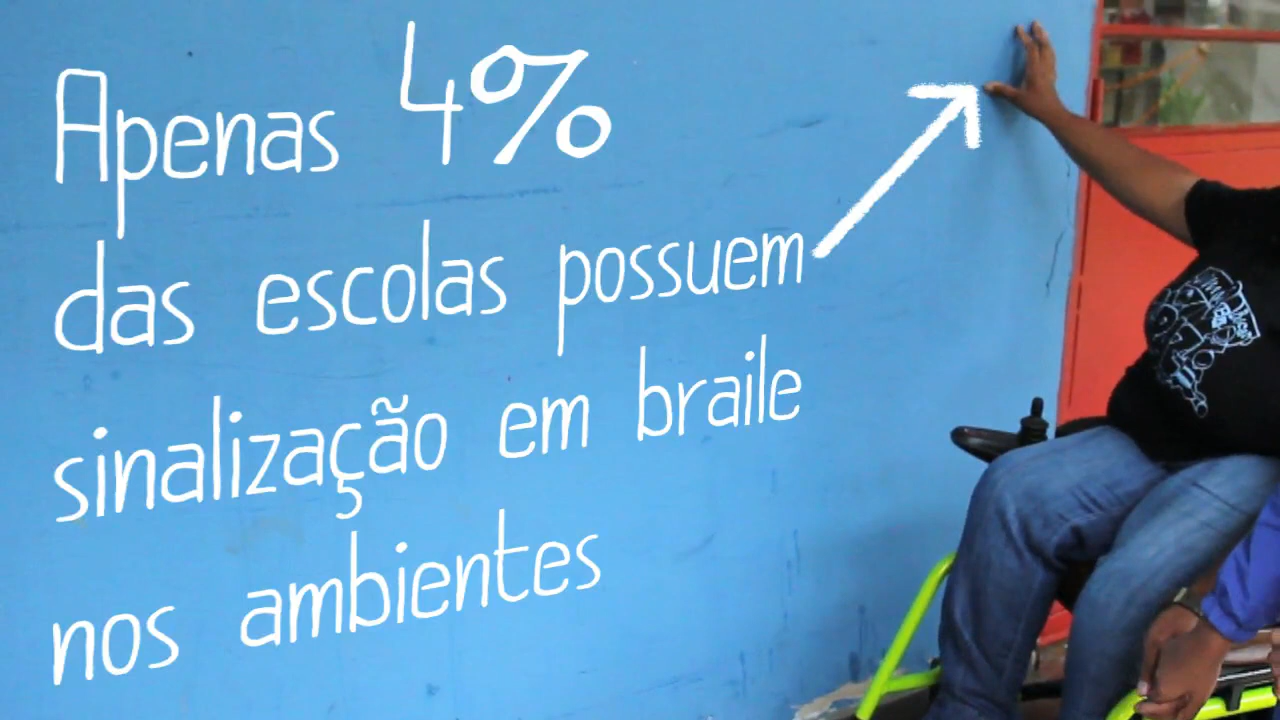 Apenas 4%
das escolas possuem
sinalização em braile
nos ambientes